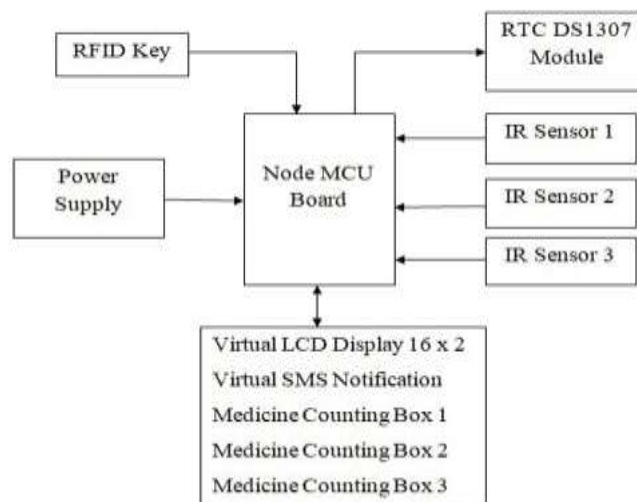 RFID Key
RTC DS1307
Module
IR Sensor 1
Power
Supply
Node MCU
Board
IR Sensor 2
IR Sensor 3
Virtual LCD Display 16 x 2
Virtual SMS Notification
Medicine Counting Box 1
Medicine Counting Box 2
Medicine Counting Box 3